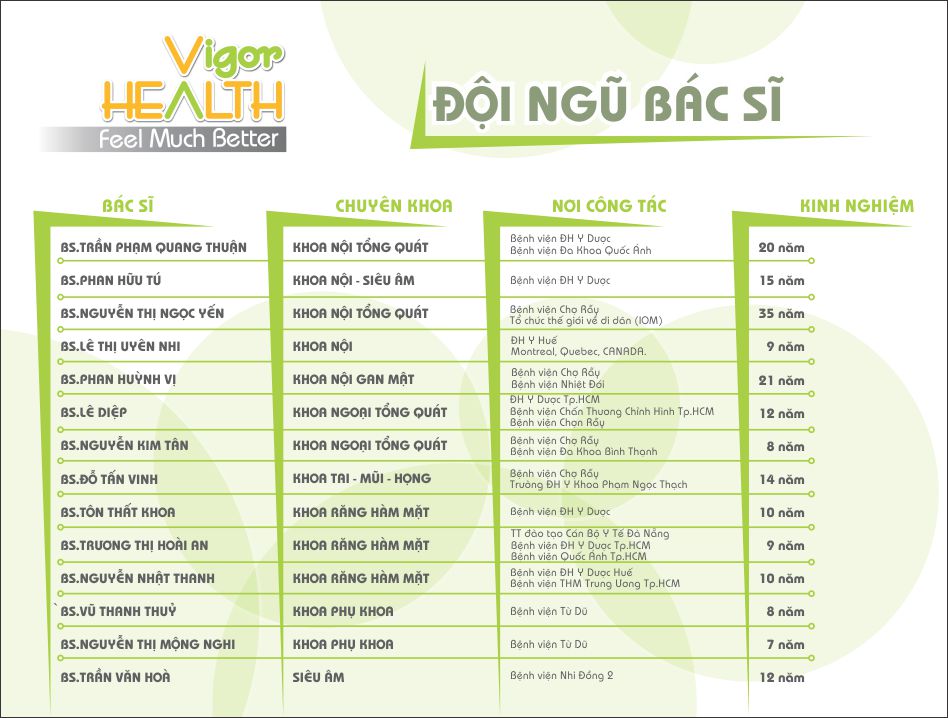 Vigor
HEALTH
Feel Much Better
ĐỘI NGŨ BÁC SĨ
BÁC SĨ CHUYÊN KHOA NƠI CÔNG TÁC KINH NGHIỆM
BS.TRẦN PHẠM QUANG THUẬN KHOA NỘI TỔNG QUÁT Bệnh viện ĐH Y Dược
Bệnh viện Đa Khoa Quốc Ánh 20 năm
BS.PHAN HỮU TÚ KHOA NỘI - SIÊU ÂM Bệnh viện ĐH Y Dược 15 năm
BS.NGUYỄN THỊ NGỌC YẾN KHOA NỘI TỔNG QUÁT Bệnh viện Chợ Rẫy
Tổ chức thế giới về di dân (IOM) 35 năm
BS.LÊ THỊ UYÊN NHI KHOA NỘI ĐH Y Huế
Montreal, Quebec, CANADA. 9 năm
BS.PHAN HUỲNH VỊ KHOA NỘI GAN MẬT Bệnh viện Chợ Rầy
Bệnh viện Nhiệt Đới 21 năm
BS.LÊ DIỆP KHOA NGOẠI TỔNG QUÁT ĐH Y Dược Tp.HCM
Bệnh viện Chấn Thương Chỉnh Hình Tp.HCM
Bệnh viện Chọn Rẫy 12 năm
BS.NGUYỄN KIM TÂN KHOA NGOẠI TỔNG QUÁT Bệnh viện Chợ Rẫy
Bệnh viện Đa Khoa Bình Thạnh 8 năm
BS.ĐỖ TẤN VINH KHOA TAI - MŨI - HỌNG Bệnh viện Chợ Rẫy
Trường ĐH Y Khoa Phạm Ngọc Thạch 14 năm
BS.TÔN THẤT KHOA KHOA RĂNG HÀM MẶT Bệnh viện ĐH Y Dược 10 năm
BS.TRƯƠNG THỊ HOÀI AN KHOA RĂNG HÀM MẶT TT đào tạo Cán Bộ Y Tế Đà Nẵng
Bệnh viện ĐH Y Dược Tp.HCM
Bệnh viện Quốc Ánh Tp.HCM 9 năm
BS.NGUYỄN NHẬT THANH KHOA RĂNG HÀM MẶT Bệnh viện ĐH Y Dược Huế
Bệnh viện THM Trung Ương Tp.HCM 10 năm
BS.VŨ THANH THUỶ KHOA PHỤ KHOA Bệnh viện Từ Dũ 8 năm
BS.NGUYỄN THỊ MỘNG NGHI KHOA PHỤ KHOA Bệnh viện Từ Dũ 7 năm
BS.TRẦN VĂN HOÀ SIÊU ÂM Bệnh viện Nhi Đồng 2 12 năm